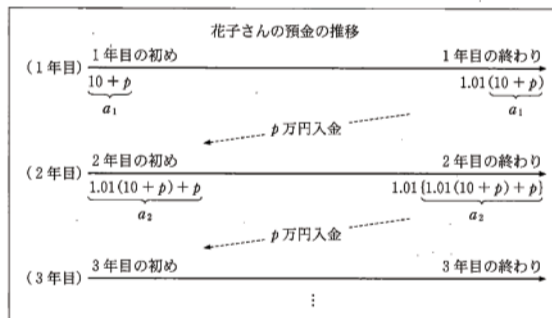 花子さんの預金の推移
1年目の初め 1年目の終わり
(1年目)
10+p 1.01(10+p)
a₁ a₁
p万円入金
2年目の初め 2年目の終わり
(2年目)
1.01(10+p)+p 1.01{1.01(10+p)+p}
a₂ a₂
p万円入金
3年目の初め 3年目の終わり
(3年目)
⋮